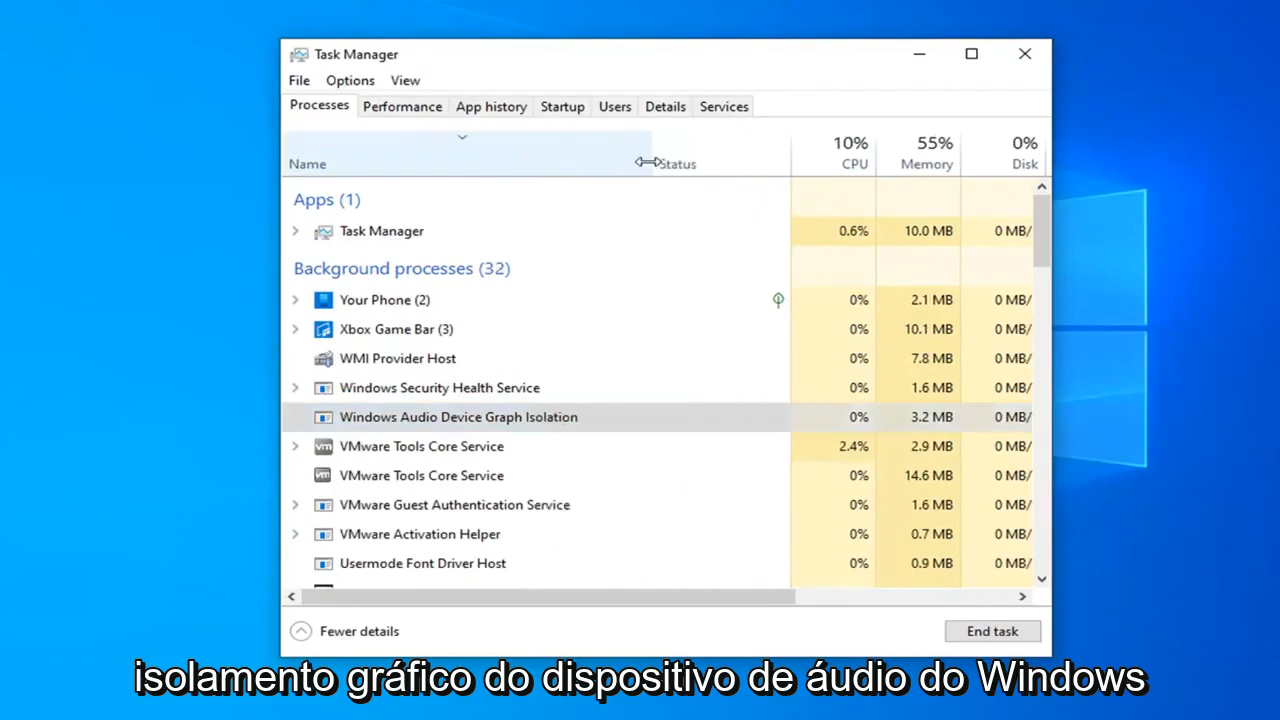 Task Manager
File Options View
Processes Performance App history Startup Users Details Services
10% 55% 0%
Name Status CPU Memory Disk
Apps (1)
Task Manager 0.6% 10.0 MB 0 MB/
Background processes (32)
Your Phone (2) 0% 2.1 MB 0 MB/
Xbox Game Bar (3) 0% 10.1 MB 0 MB/
WMI Provider Host 0% 7.8 MB 0 MB/
Windows Security Health Service 0% 1.6 MB 0 MB/
Windows Audio Device Graph Isolation 0% 3.2 MB 0 MB/
vm VMware Tools Core Service 2.4% 2.9 MB 0 MB/
vm VMware Tools Core Service 0% 14.6 MB 0 MB/
VMware Guest Authentication Service 0% 1.6 MB 0 MB/
VMware Activation Helper 0% 0.7 MB 0 MB/
Usermode Font Driver Host 0% 0.9 MB 0 MB/
Fewer details End task
isolamento gráfico do dispositivo de áudio do Windows